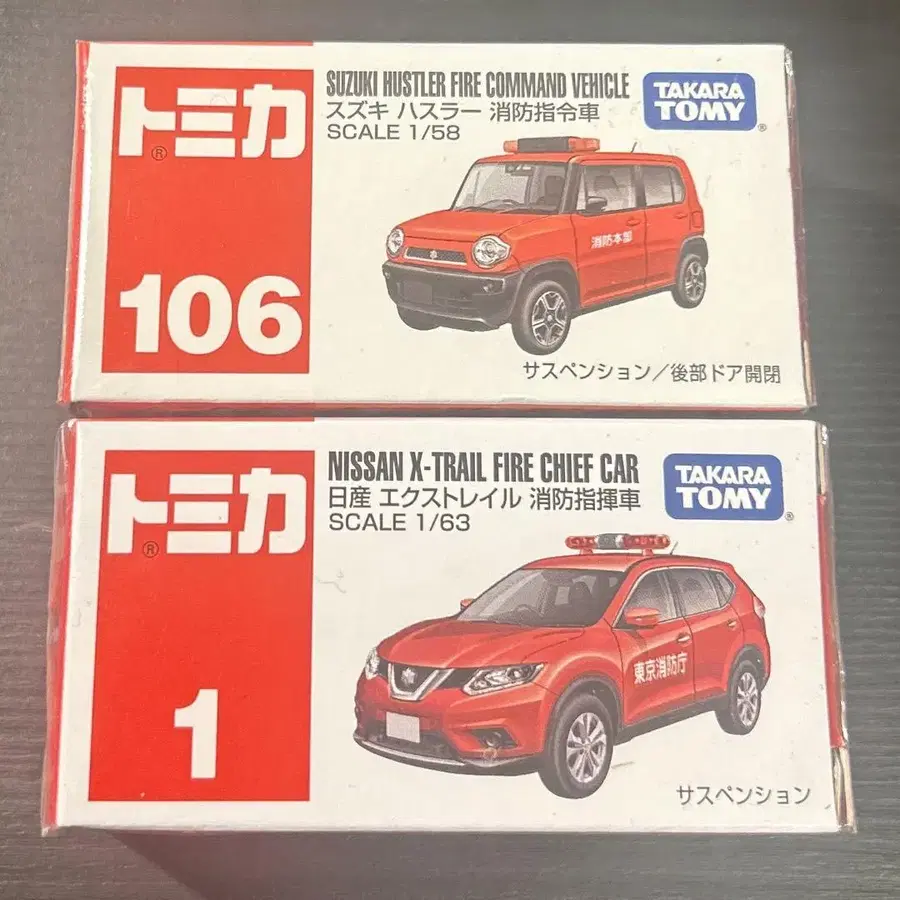 トミカ®
106
SUZUKI HUSTLER FIRE COMMAND VEHICLE
スズキ ハスラー 消防指令車
SCALE 1/58
TAKARA
TOMY®
消防本部
サスペンション/後部ドア開閉
トミカ®
1
NISSAN X-TRAIL FIRE CHIEF CAR
日産 エクストレイル 消防指揮車
SCALE 1/63
TAKARA
TOMY®
東京消防庁
サスペンション